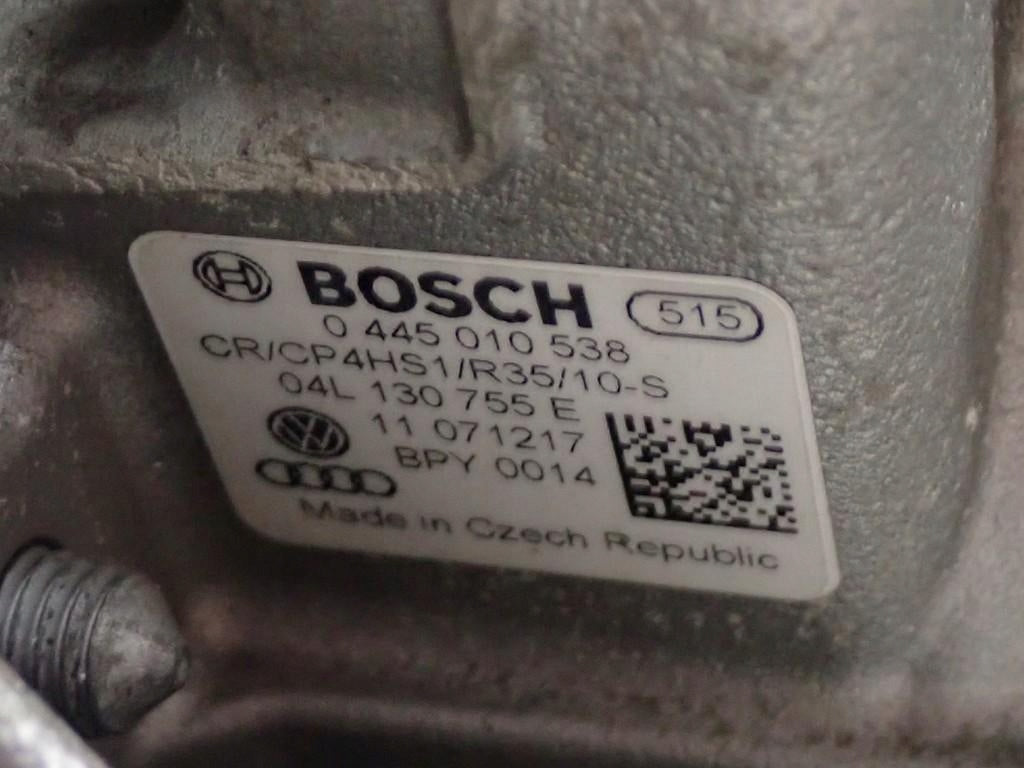 BOSCH 515
0 445 010 538
CR/CP4HS1/R35/10-S
04L 130 755 E
11 071217
BPY 0014
Made in Czech Republic